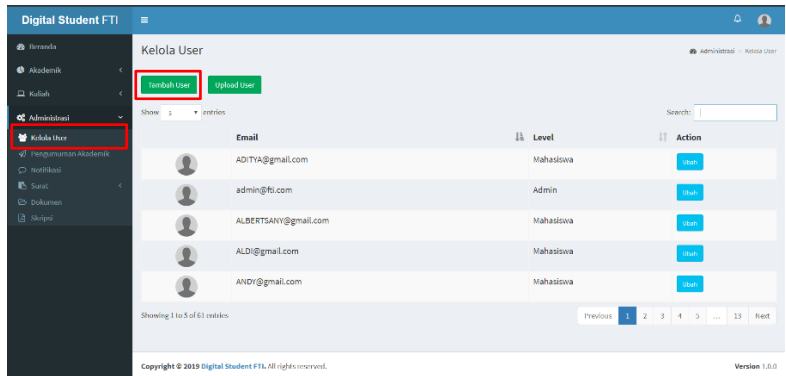 Digital Student FTI
Beranda
Akademik
Kuliah
Administrasi
Kelola User
Pengumuman Akademik
Notifikasi
Surat
Dokumen
Skripsi
Kelola User
Administrasi > Kelola User
Tambah User Upload User
Show 5 entries Search:
Email Level Action
ADITYA@gmail.com Mahasiswa Ubah
admin@fti.com Admin Ubah
ALBERTSANY@gmail.com Mahasiswa Ubah
ALDI@gmail.com Mahasiswa Ubah
ANDY@gmail.com Mahasiswa Ubah
Showing 1 to 5 of 61 entries Previous 1 2 3 4 5 ... 13 Next
Copyright © 2019 Digital Student FTI. All rights reserved. Version 1.0.0